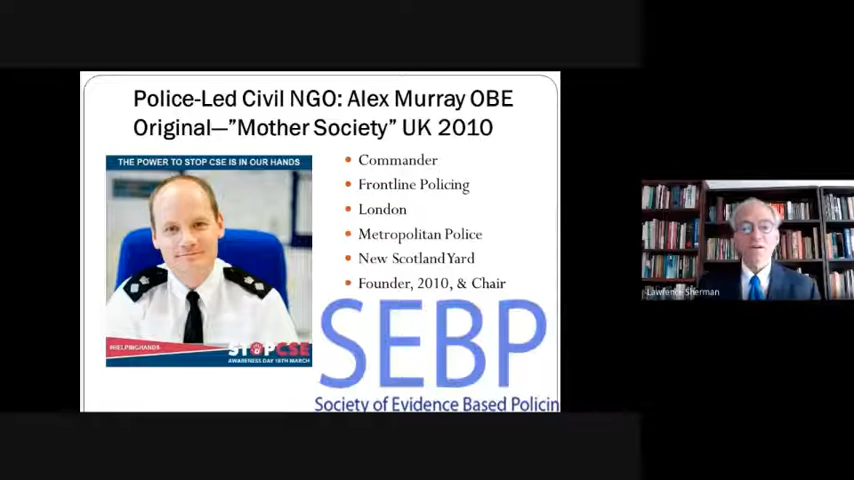 Police-Led Civil NGO: Alex Murray OBE
Original—”Mother Society” UK 2010
THE POWER TO STOP CSE IS IN OUR HANDS
#HELPINGHANDS
STOPCSE
AWARENESS DAY 18TH MARCH
Commander
Frontline Policing
London
Metropolitan Police
New Scotland Yard
Founder, 2010, & Chair
SEBP
Society of Evidence Based Policin
Lawrence Sherman